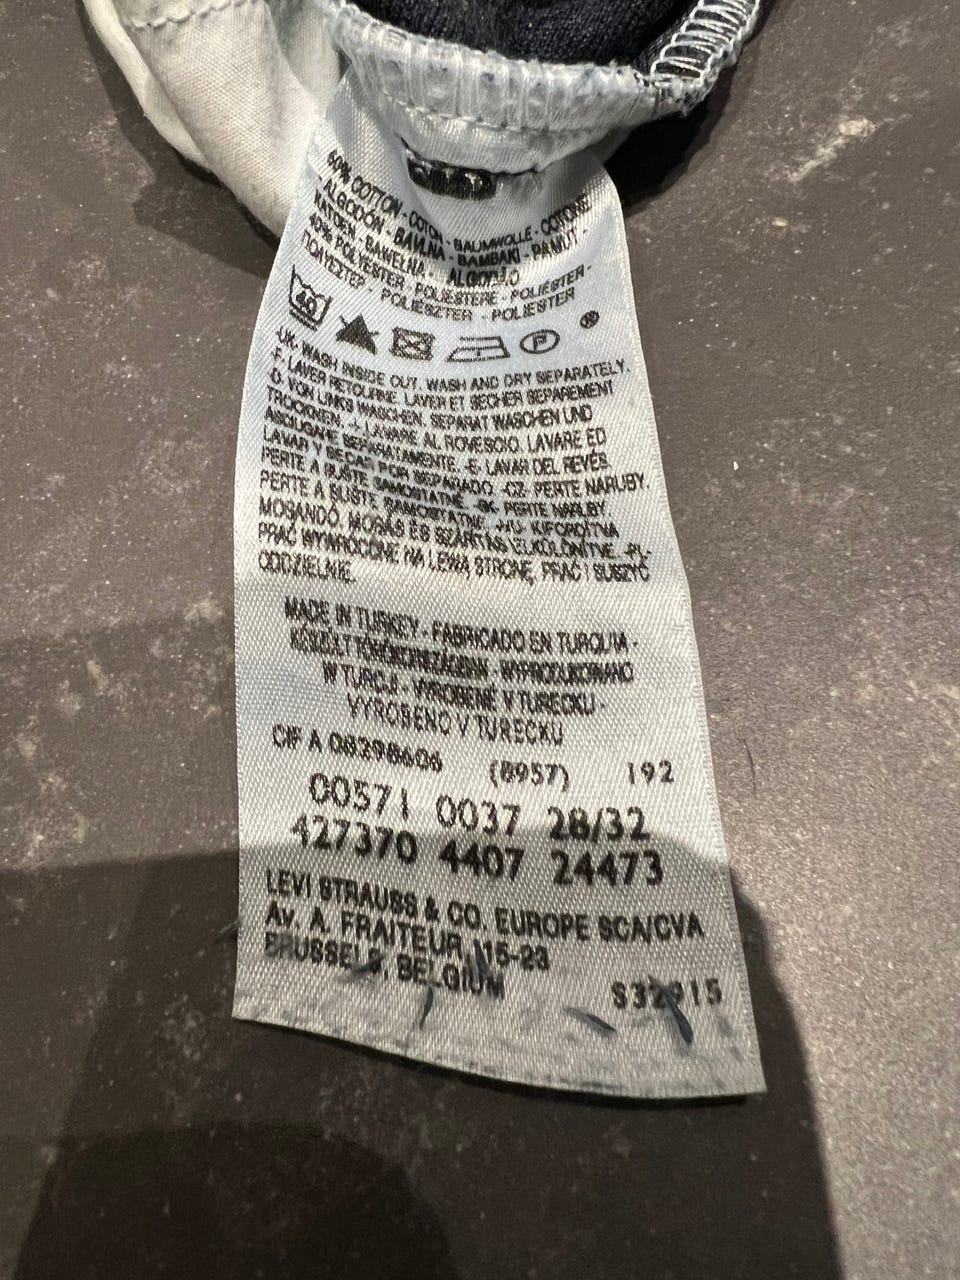 60% COTTON - COTON - BAUMWOLLE - COTONE
- ALGODÓN - BAVLNA - BAMBAKI - PAMUT -
BAWEŁNA - ALGODÃO
40% POLYESTER - POLIESTERE - POLIÉSTER -
ΠΟΛΥΕΣΤΕΡ - POLIÉSZTER - POLIESTER
40 P ®
-UK- WASH INSIDE OUT. WASH AND DRY SEPARATELY.
-F- LAVER RETOURNE. LAVER ET SECHER SEPAREMENT
-D- VON LINKS WASCHEN. SEPARAT WASCHEN UND
TROCKNEN. -I- LAVARE AL ROVESCIO. LAVARE ED
ASCIUGARE SEPARATAMENTE. -E- LAVAR DEL REVÉS.
LAVAR Y SECAR POR SEPARADO. -CZ- PERTE NARUBY.
PERTE A SUŠTE SAMOSTATNĚ. -SK- PERTE NARUBY.
PERTE A SUŠTE SAMOSTATNE. -HU- KIFORDÍTVA
MOSANDÓ. MOSÁS ÉS SZÁRÍTÁS ELKÜLÖNÍTVE. -PL-
PRAĆ WYWRÓCONE NA LEWĄ STRONĘ, PRAĆ I SUSZYĆ
ODDZIELNIE.
MADE IN TURKEY - FABRICADO EN TURQUIA -
KÉSZÜLT TÖRÖKORSZÁGBAN - WYPRODUKOWANO
W TURCJI - VYROBENÉ V TURECKU -
VYROBENO V TURECKU
CIF A 08298606 (8957) 192
00571 0037 28/32
427370 4407 24473
LEVI STRAUSS & CO. EUROPE SCA/CVA
Av. A. FRAITEUR, 15-23
BRUSSELS, BELGIUM S32915